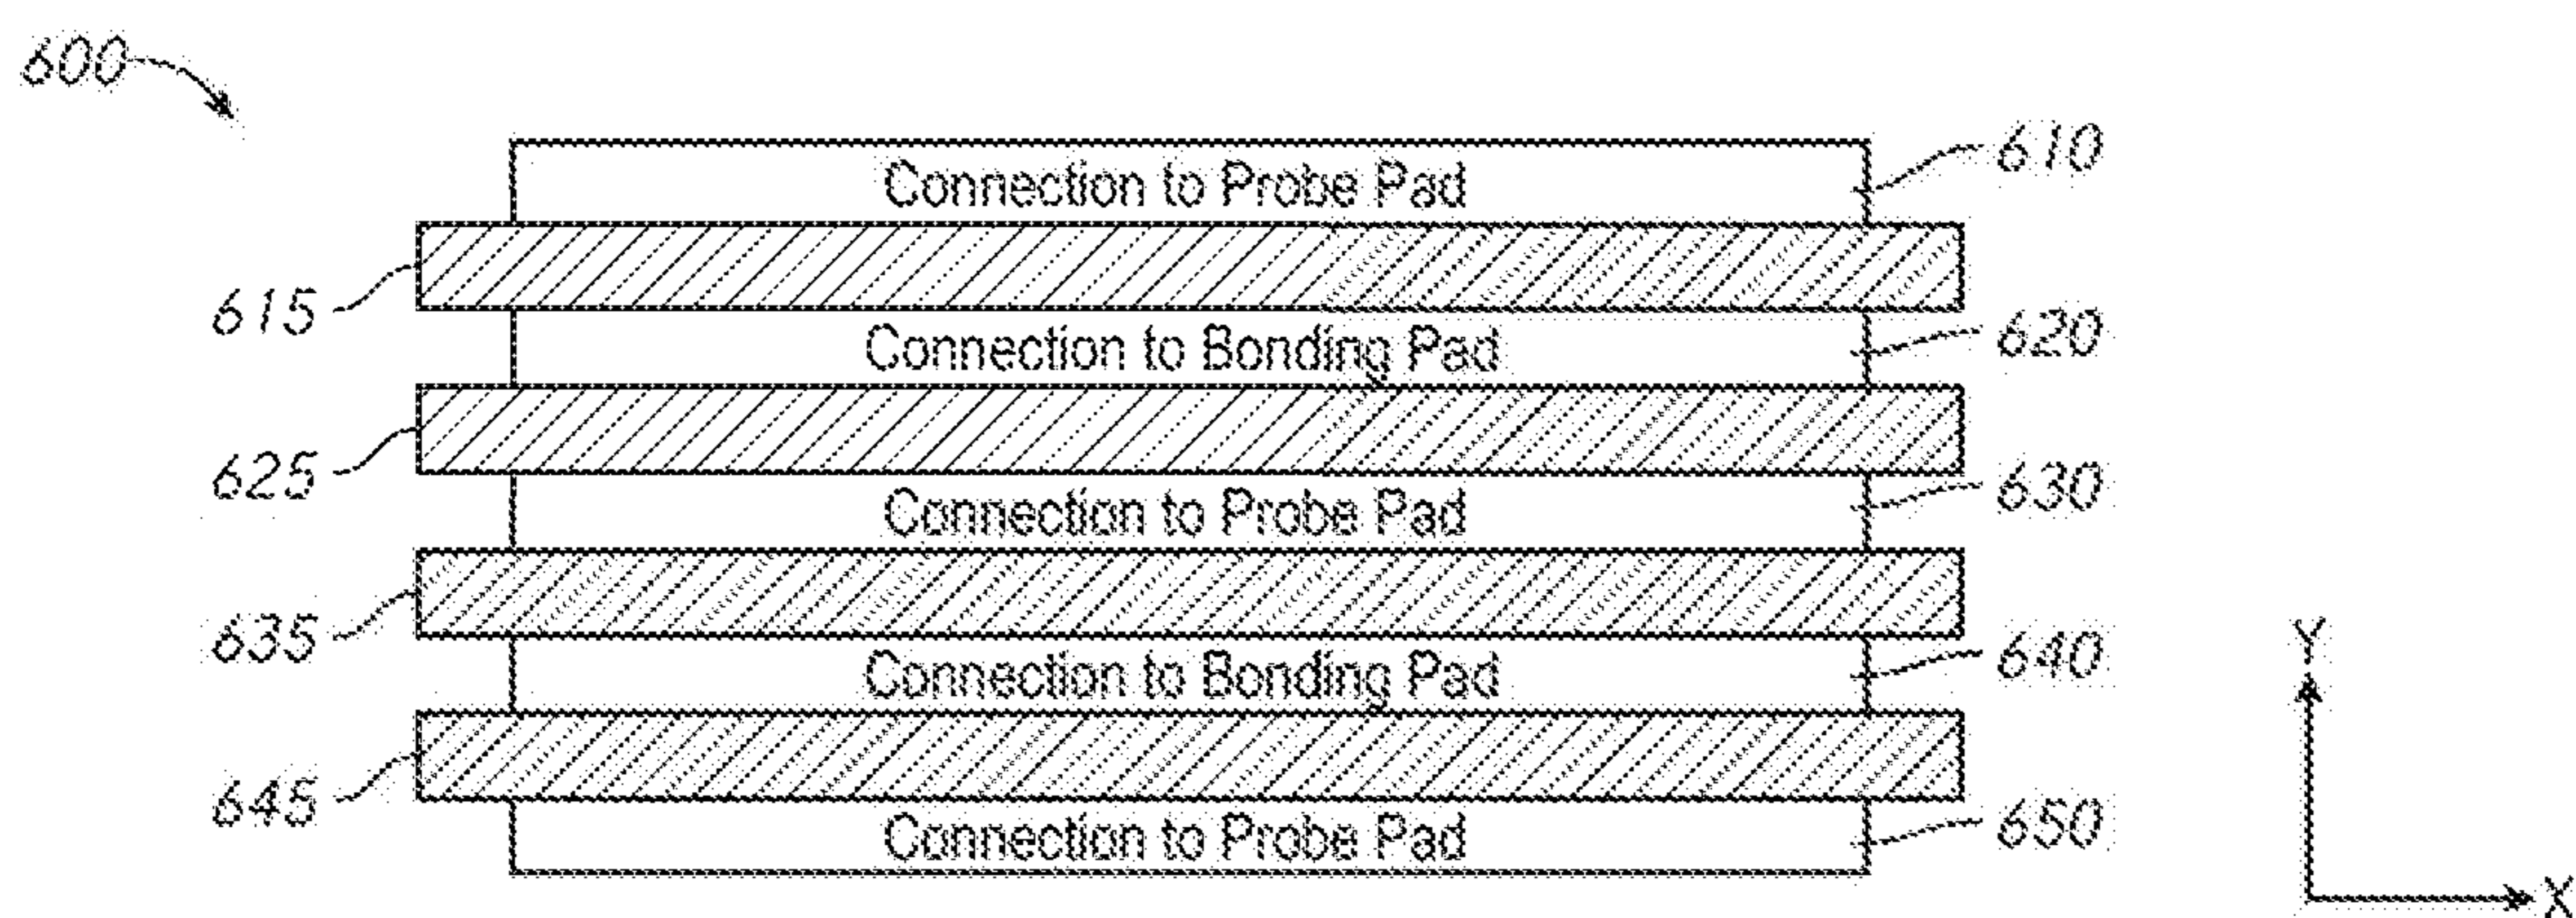 600
Connection to Probe Pad 610
615
Connection to Bonding Pad 620
625
Connection to Probe Pad 630
635
Connection to Bonding Pad 640
645
Connection to Probe Pad 650
Y
X